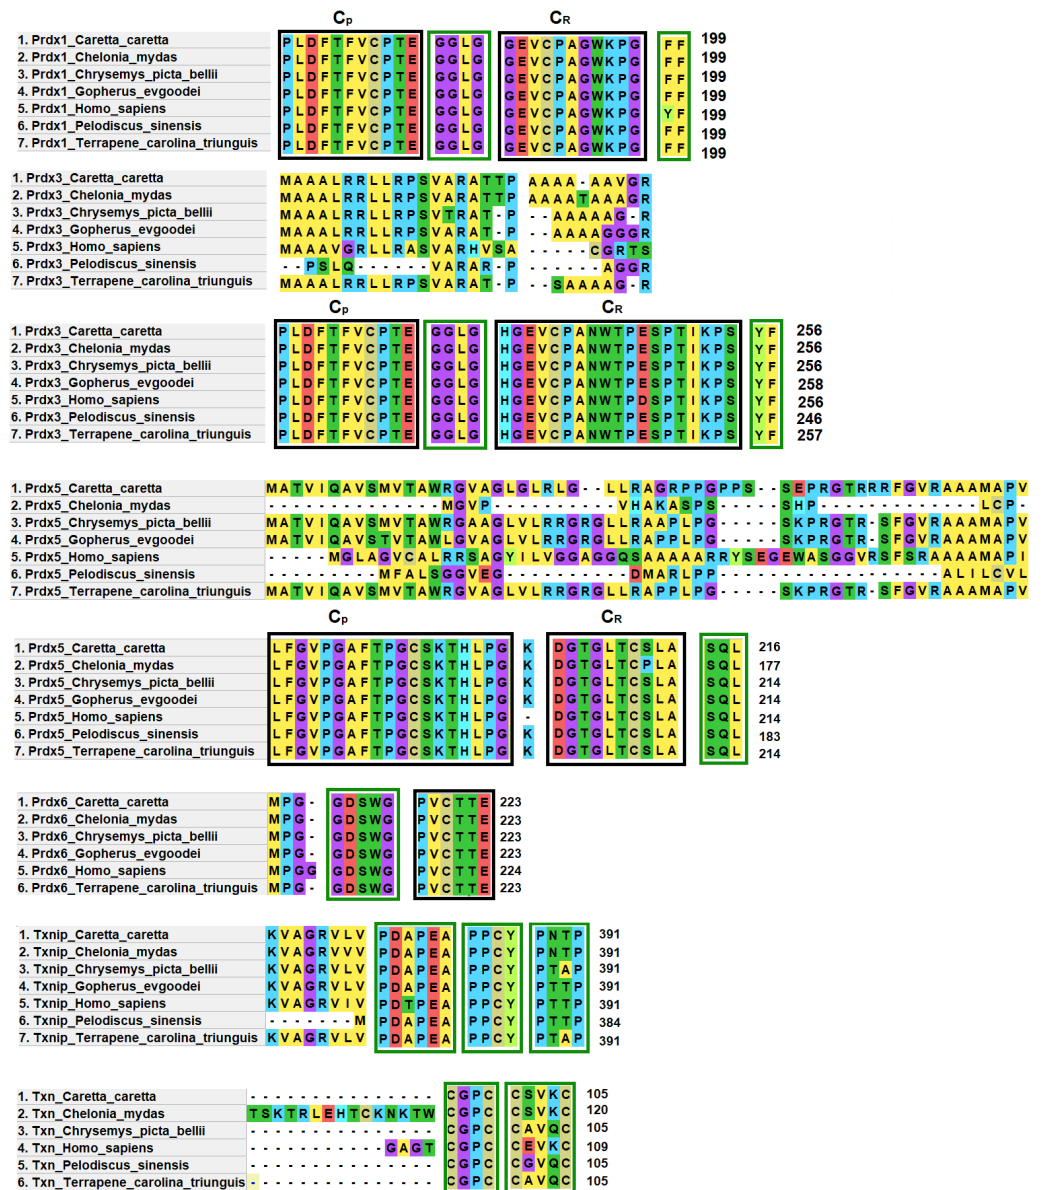 Cp CR
1. Prdx1_Caretta_caretta PLDFTFVCPTE GGLG GEVCPAGWKPG FF 199
2. Prdx1_Chelonia_mydas PLDFTFVCPTE GGLG GEVCPAGWKPG FF 199
3. Prdx1_Chrysemys_picta_bellii PLDFTFVCPTE GGLG GEVCPAGWKPG FF 199
4. Prdx1_Gopherus_evgoodei PLDFTFVCPTE GGLG GEVCPAGWKPG FF 199
5. Prdx1_Homo_sapiens PLDFTFVCPTE GGLG GEVCPAGWKPG YF 199
6. Prdx1_Pelodiscus_sinensis PLDFTFVCPTE GGLG GEVCPAGWKPG FF 199
7. Prdx1_Terrapene_carolina_triunguis PLDFTFVCPTE GGLG GEVCPAGWKPG FF 199
1. Prdx3_Caretta_caretta MAAALRRLLRPSVARATTP AAAA-AAVGR
2. Prdx3_Chelonia_mydas MAAALRRLLRPSVARATTP AAAATAAAGR
3. Prdx3_Chrysemys_picta_bellii MAAALRRLLRPSVTRAT-P --AAAAAG-R
4. Prdx3_Gopherus_evgoodei MAAALRRLLRPSVARAT-P --AAAAGGGR
5. Prdx3_Homo_sapiens MAAAVGRLLRASVARHVSA -----CGRTS
6. Prdx3_Pelodiscus_sinensis --PSLQ------VARAR-P ------AGGR
7. Prdx3_Terrapene_carolina_triunguis MAAALRRLLRPSVARAT-P --SAAAAG-R
Cp CR
1. Prdx3_Caretta_caretta PLDFTFVCPTE GGLG HGEVCPANWTPESPTIKPS YF 256
2. Prdx3_Chelonia_mydas PLDFTFVCPTE GGLG HGEVCPANWTPESPTIKPS YF 256
3. Prdx3_Chrysemys_picta_bellii PLDFTFVCPTE GGLG HGEVCPANWTPESPTIKPS YF 256
4. Prdx3_Gopherus_evgoodei PLDFTFVCPTE GGLG HGEVCPANWTPESPTIKPS YF 258
5. Prdx3_Homo_sapiens PLDFTFVCPTE GGLG HGEVCPANWTPDSPTIKPS YF 256
6. Prdx3_Pelodiscus_sinensis PLDFTFVCPTE GGLG HGEVCPANWTPESPTIKPS YF 246
7. Prdx3_Terrapene_carolina_triunguis PLDFTFVCPTE GGLG HGEVCPANWTPESPTIKPS YF 257
1. Prdx5_Caretta_caretta MATVIQAVSMVTAWRGVAGLGLRLG--LLRAGRPPGPPS--SEPRGTRRRFGVRAAAMAPV
2. Prdx5_Chelonia_mydas --------------MGVP----------VHAKASPS-----SHP-------------LCP-
3. Prdx5_Chrysemys_picta_bellii MATVIQAVSMVTAWRGAAGLVLRRGRGLLRAAPLPG-----SKPRGTR-SFGVRAAAMAPV
4. Prdx5_Gopherus_evgoodei MATVIQAVSTVTAWLGVAGLVLRRGRGLLRAAPLPG-----SKPRGTR-SFGVRAAAMAPV
5. Prdx5_Homo_sapiens -----MGLAGVCALRRSAGYILVGGAGGQSAAAAARRYSEGEWASGGVRSFSRAAAAMAPI
6. Prdx5_Pelodiscus_sinensis ---------MFALSGGVEG----------DMARLPP------------------ALILCVL
7. Prdx5_Terrapene_carolina_triunguis MATVIQAVSMVTAWRGVAGLVLRRGRGLLRAPPLPG-----SKPRGTR-SFGVRAAAMAPV
Cp CR
1. Prdx5_Caretta_caretta LFGVPGAFTPGCSKTHLPG K DGTGLTCSLA SQL 216
2. Prdx5_Chelonia_mydas LFGVPGAFTPGCSKTHLPG K DGTGLTCPLA SQL 177
3. Prdx5_Chrysemys_picta_bellii LFGVPGAFTPGCSKTHLPG K DGTGLTCSLA SQL 214
4. Prdx5_Gopherus_evgoodei LFGVPGAFTPGCSKTHLPG K DGTGLTCSLA SQL 214
5. Prdx5_Homo_sapiens LFGVPGAFTPGCSKTHLPG - DGTGLTCSLA SQL 214
6. Prdx5_Pelodiscus_sinensis LFGVPGAFTPGCSKTHLPG K DGTGLTCSLA SQL 183
7. Prdx5_Terrapene_carolina_triunguis LFGVPGAFTPGCSKTHLPG K DGTGLTCSLA SQL 214
1. Prdx6_Caretta_caretta MPG- GDSWG PVCTTE 223
2. Prdx6_Chelonia_mydas MPG- GDSWG PVCTTE 223
3. Prdx6_Chrysemys_picta_bellii MPG- GDSWG PVCTTE 223
4. Prdx6_Gopherus_evgoodei MPG- GDSWG PVCTTE 223
5. Prdx6_Homo_sapiens MPGG GDSWG PVCTTE 224
6. Prdx6_Terrapene_carolina_triunguis MPG- GDSWG PVCTTE 223
1. Txnip_Caretta_caretta KVAGRVLV PDAPEA PPCY PNTP 391
2. Txnip_Chelonia_mydas KVAGRVVV PDAPEA PPCY PNTP 391
3. Txnip_Chrysemys_picta_bellii KVAGRVLV PDAPEA PPCY PTAP 391
4. Txnip_Gopherus_evgoodei KVAGRVLV PDAPEA PPCY PTTP 391
5. Txnip_Homo_sapiens KVAGRVIV PDTPEA PPCY PTTP 391
6. Txnip_Pelodiscus_sinensis -------M PDAPEA PPCY PTTP 384
7. Txnip_Terrapene_carolina_triunguis KVAGRVLV PDAPEA PPCY PTAP 391
1. Txn_Caretta_caretta --------------- CGPC CSVKC 105
2. Txn_Chelonia_mydas TSKTRLEHTCKNKTW CGPC CSVKC 120
3. Txn_Chrysemys_picta_bellii --------------- CGPC CAVQC 105
4. Txn_Homo_sapiens -----------GAGT CGPC CEVKC 109
5. Txn_Pelodiscus_sinensis --------------- CGPC CGVQC 105
6. Txn_Terrapene_carolina_triunguis --------------- CGPC CAVQC 105